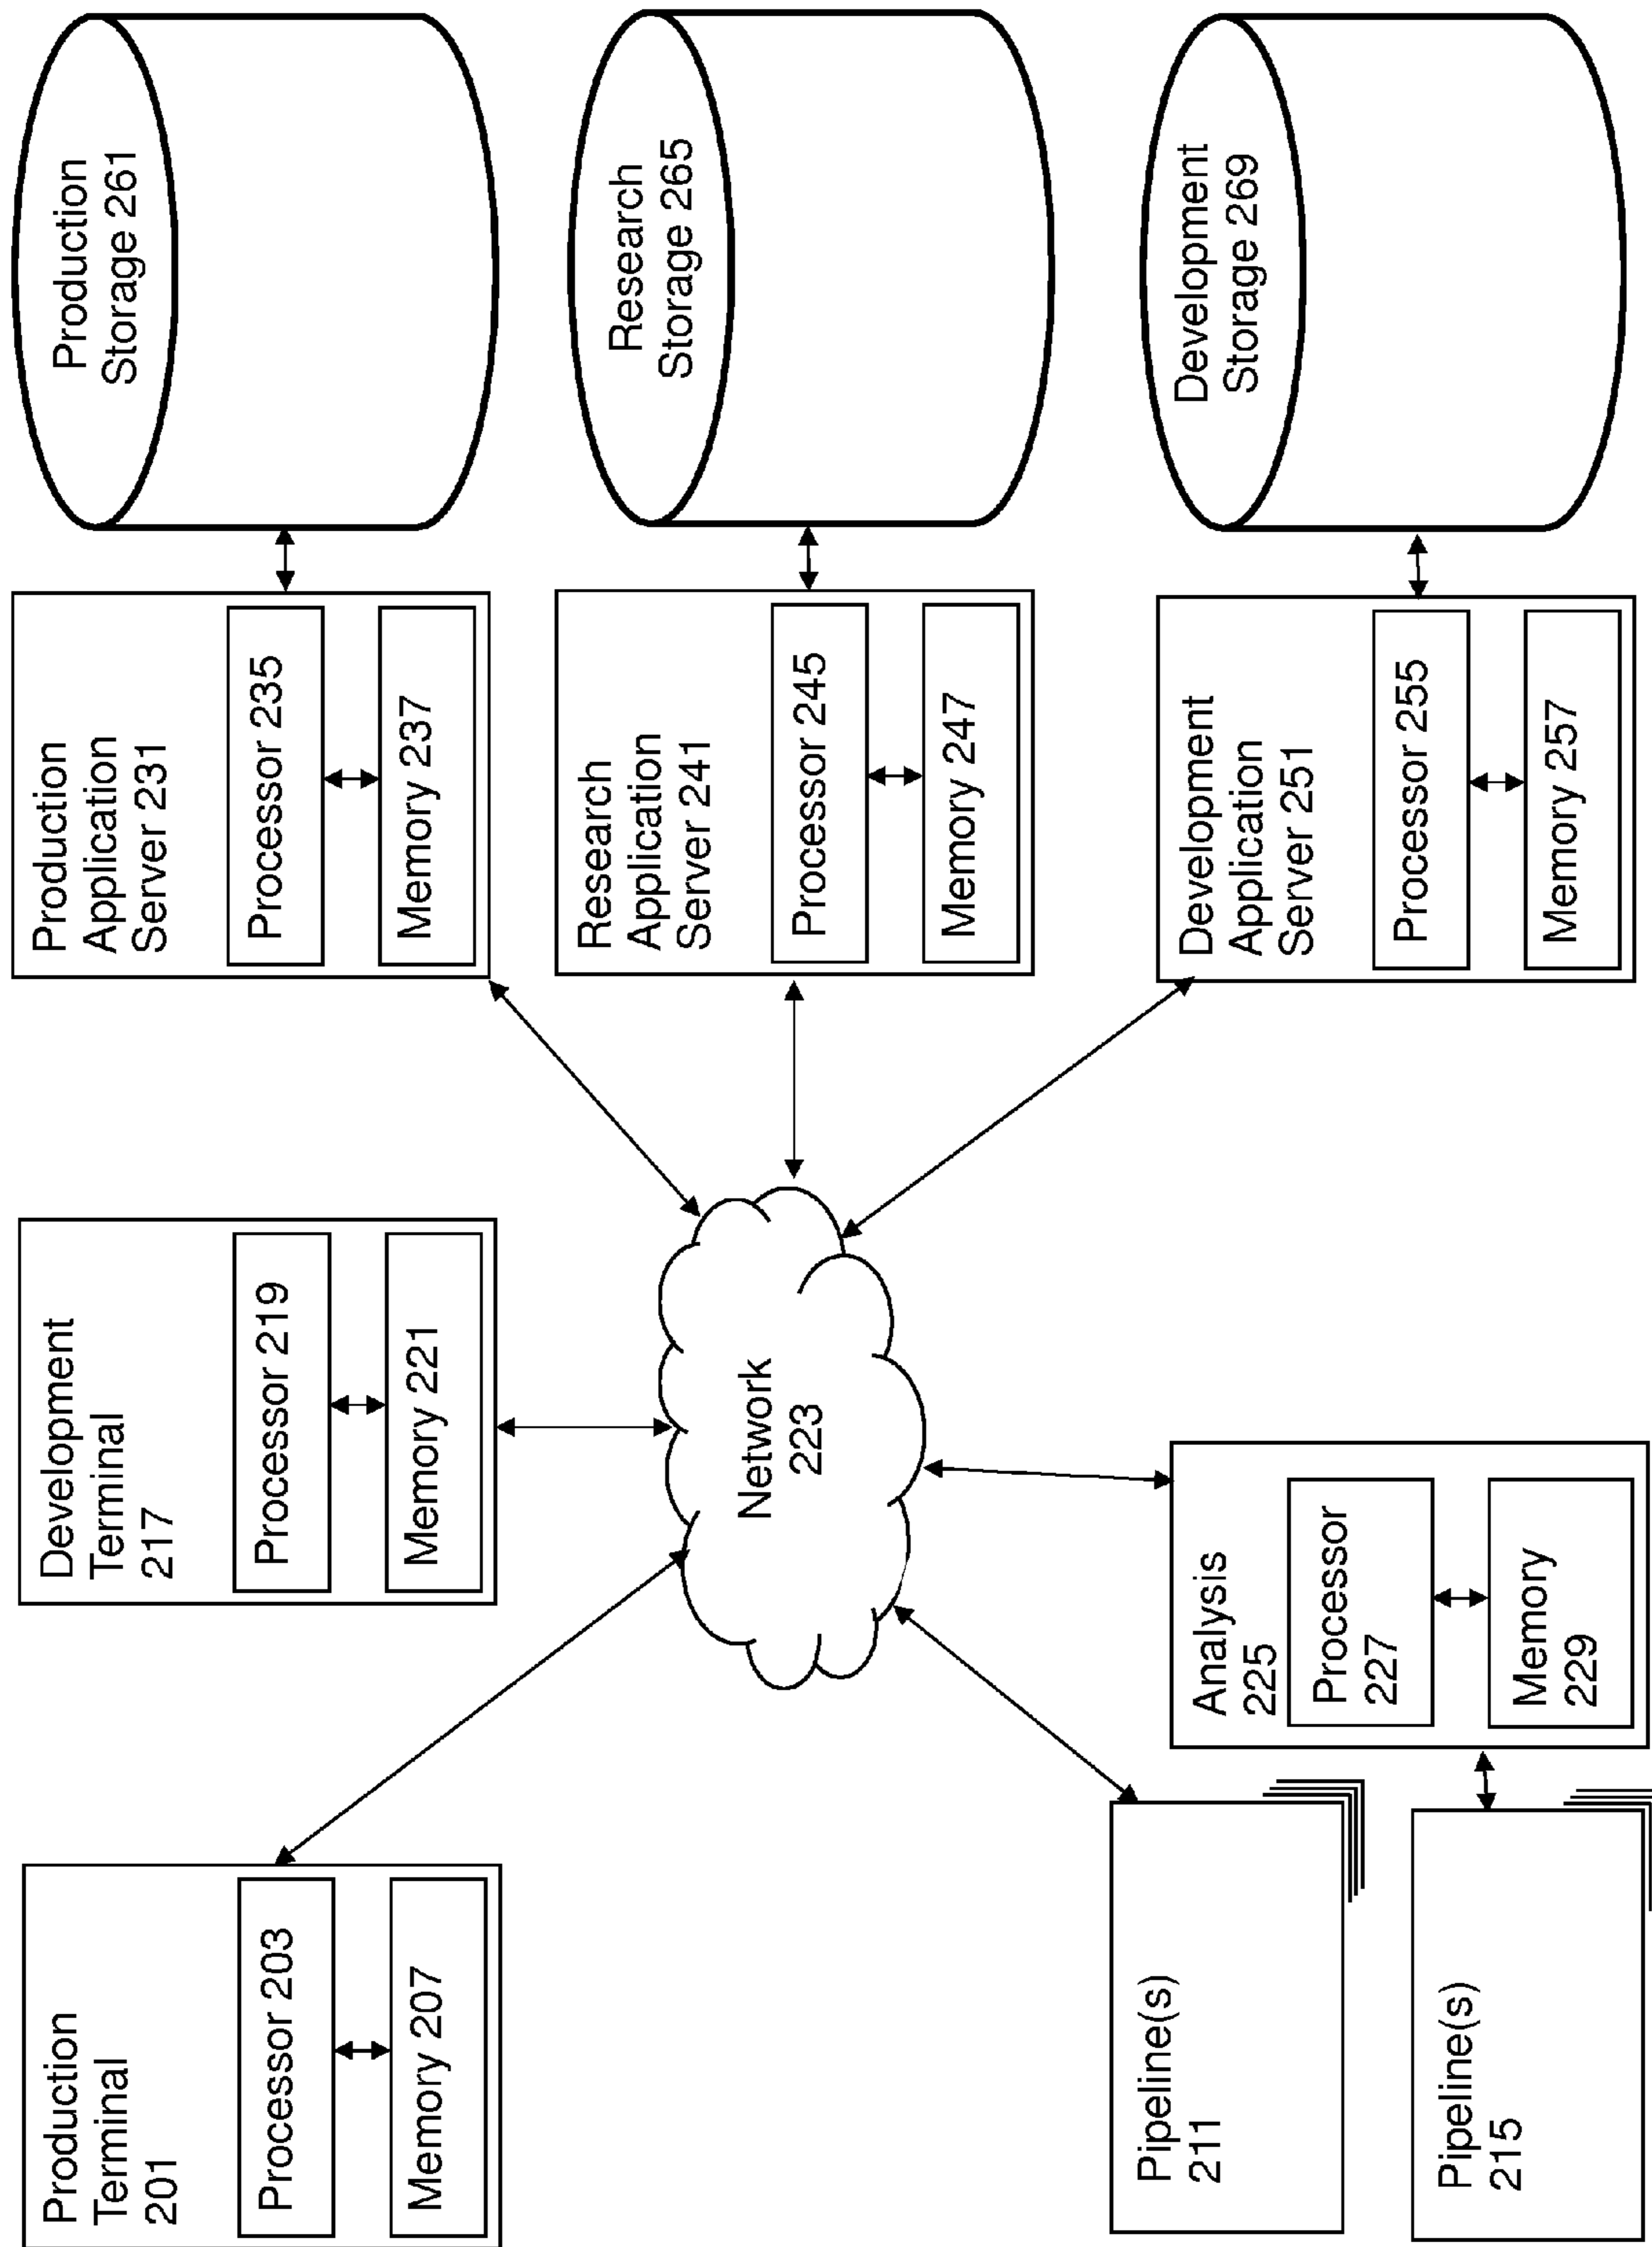 Production
Terminal
201
Processor 203
Memory 207
Development
Terminal
217
Processor 219
Memory 221
Production
Application
Server 231
Processor 235
Memory 237
Production
Storage 261
Network
223
Research
Application
Server 241
Processor 245
Memory 247
Research
Storage 265
Pipeline(s)
211
Pipeline(s)
215
Analysis
225
Processor
227
Memory
229
Development
Application
Server 251
Processor 255
Memory 257
Development
Storage 269